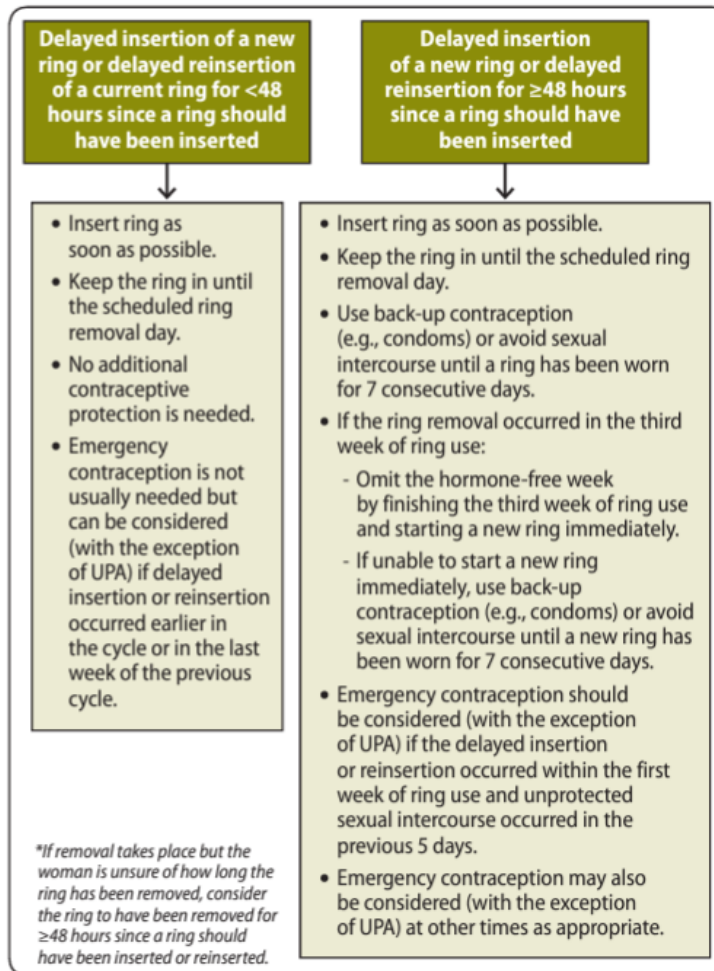 Delayed insertion of a new
ring or delayed reinsertion
of a current ring for <48
hours since a ring should
have been inserted
• Insert ring as
soon as possible.
• Keep the ring in until
the scheduled ring
removal day.
• No additional
contraceptive
protection is needed.
• Emergency
contraception is not
usually needed but
can be considered
(with the exception
of UPA) if delayed
insertion or reinsertion
occurred earlier in
the cycle or in the last
week of the previous
cycle.
*If removal takes place but the
woman is unsure of how long the
ring has been removed, consider
the ring to have been removed for
≥48 hours since a ring should
have been inserted or reinserted.
Delayed insertion
of a new ring or delayed
reinsertion for ≥48 hours
since a ring should have
been inserted
• Insert ring as soon as possible.
• Keep the ring in until the scheduled ring
removal day.
• Use back-up contraception
(e.g., condoms) or avoid sexual
intercourse until a ring has been worn
for 7 consecutive days.
• If the ring removal occurred in the third
week of ring use:
- Omit the hormone-free week
by finishing the third week of ring use
and starting a new ring immediately.
- If unable to start a new ring
immediately, use back-up
contraception (e.g., condoms) or avoid
sexual intercourse until a new ring has
been worn for 7 consecutive days.
• Emergency contraception should
be considered (with the exception
of UPA) if the delayed insertion
or reinsertion occurred within the first
week of ring use and unprotected
sexual intercourse occurred in the
previous 5 days.
• Emergency contraception may also
be considered (with the exception
of UPA) at other times as appropriate.